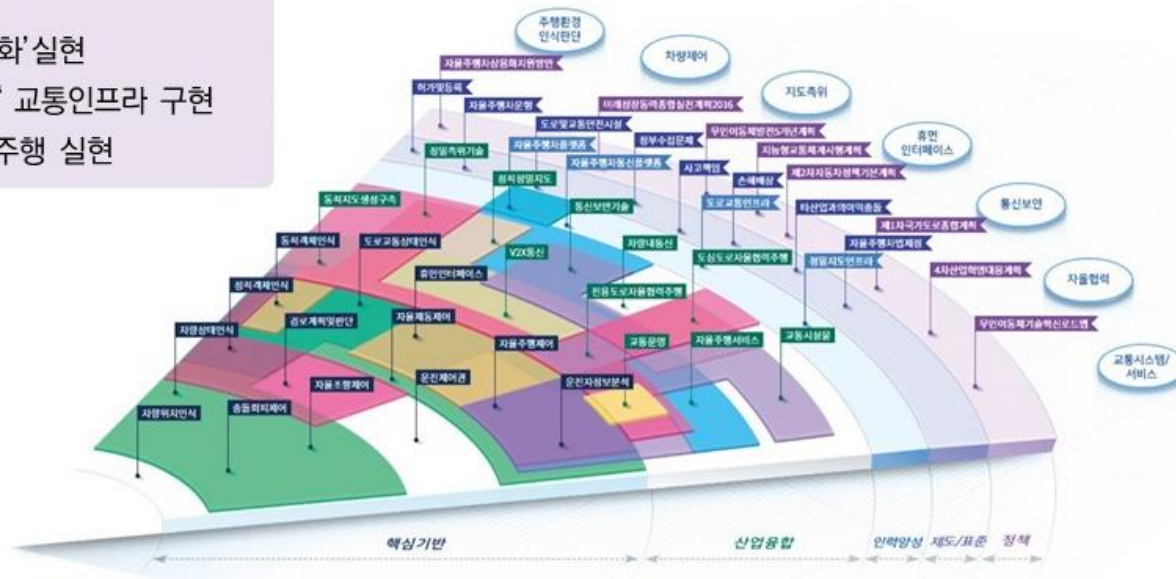 화' 실현
' 교통인프라 구현
주행 실현
주행환경
인식판단
차량제어
지도측위
휴먼
인터페이스
통신보안
자율협력
교통시스템/
서비스
자율주행차상용화지원방안
허가및등록
자율주행차운행
미래성장동력종합실천계획2016
도로및교통안전시설
자율주행차플랫폼
정부수집문제
무인이동체발전5개년계획
정밀측위기술
자율주행차통신플랫폼
사고책임
지능형교통체계시행계획
정적정밀지도
손해배상
제2차자동차정책기본계획
동적지도생성구축
통신보안기술
도로교통인프라
타산업과의이익충돌
제1차국가도로종합계획
동적객체인식
도로교통상태인식
V2X통신
차량내통신
자율주행차법제점
도심도로자율협력주행
정밀지도인프라
4차산업혁명대응계획
정적객체인식
휴먼인터페이스
전용도로자율협력주행
차량상태인식
경로계획및판단
자율제동제어
자율주행제어
교통운영
자율주행서비스
교통시설물
무인이동체기술혁신로드맵
자율조향제어
운전제어권
운전자정보분석
차량위치인식
충돌회피제어
핵심기반
산업융합
인력양성
제도/표준
정책